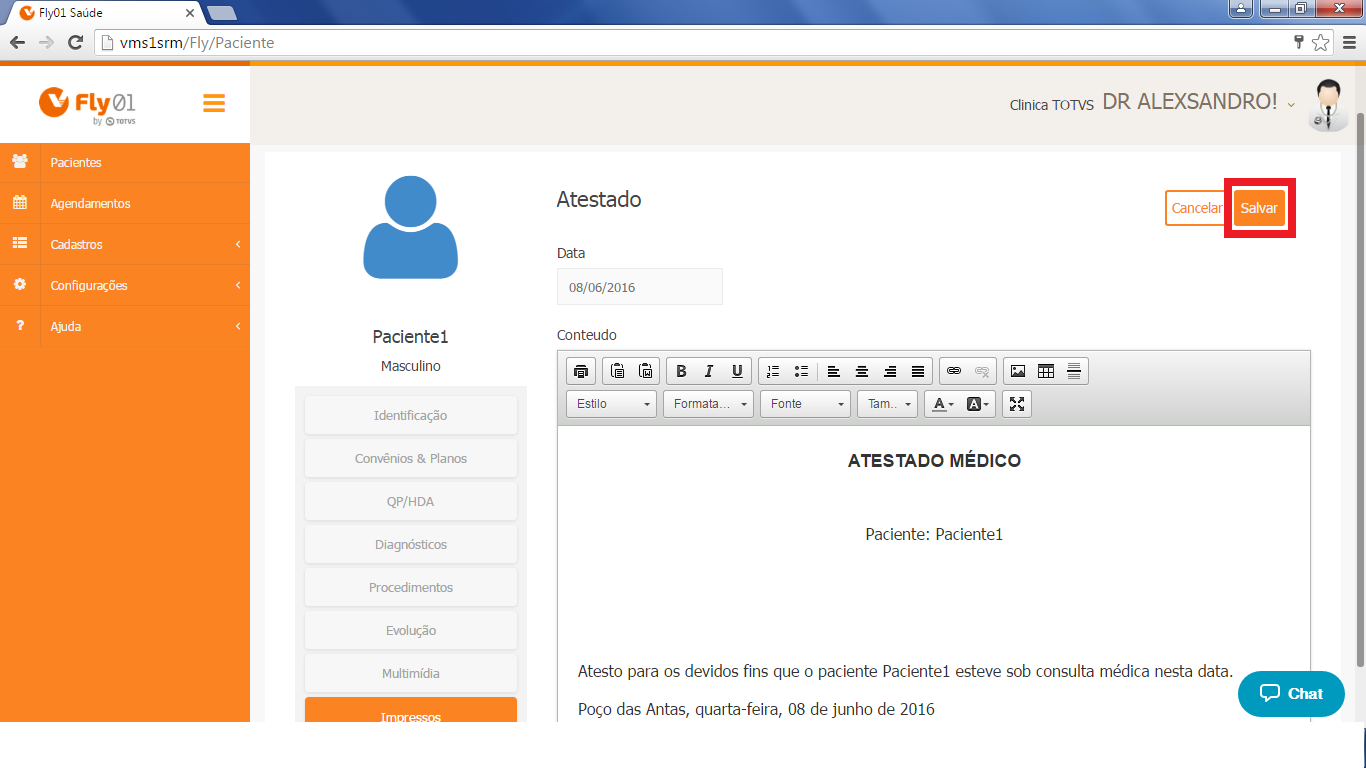 Fly01 Saúde
vms1srm/Fly/Paciente
Fly01
by TOTVS
Clinica TOTVS DR ALEXSANDRO!
Pacientes
Agendamentos
Cadastros
Configurações
Ajuda
Paciente1
Masculino
Identificação
Convênios & Planos
QP/HDA
Diagnósticos
Procedimentos
Evolução
Multimídia
Impressos
Atestado
Cancelar
Salvar
Data
08/06/2016
Conteudo
B I U
Estilo Formata... Fonte Tam.. A A
ATESTADO MÉDICO
Paciente: Paciente1
Atesto para os devidos fins que o paciente Paciente1 esteve sob consulta médica nesta data.
Poço das Antas, quarta-feira, 08 de junho de 2016
Chat